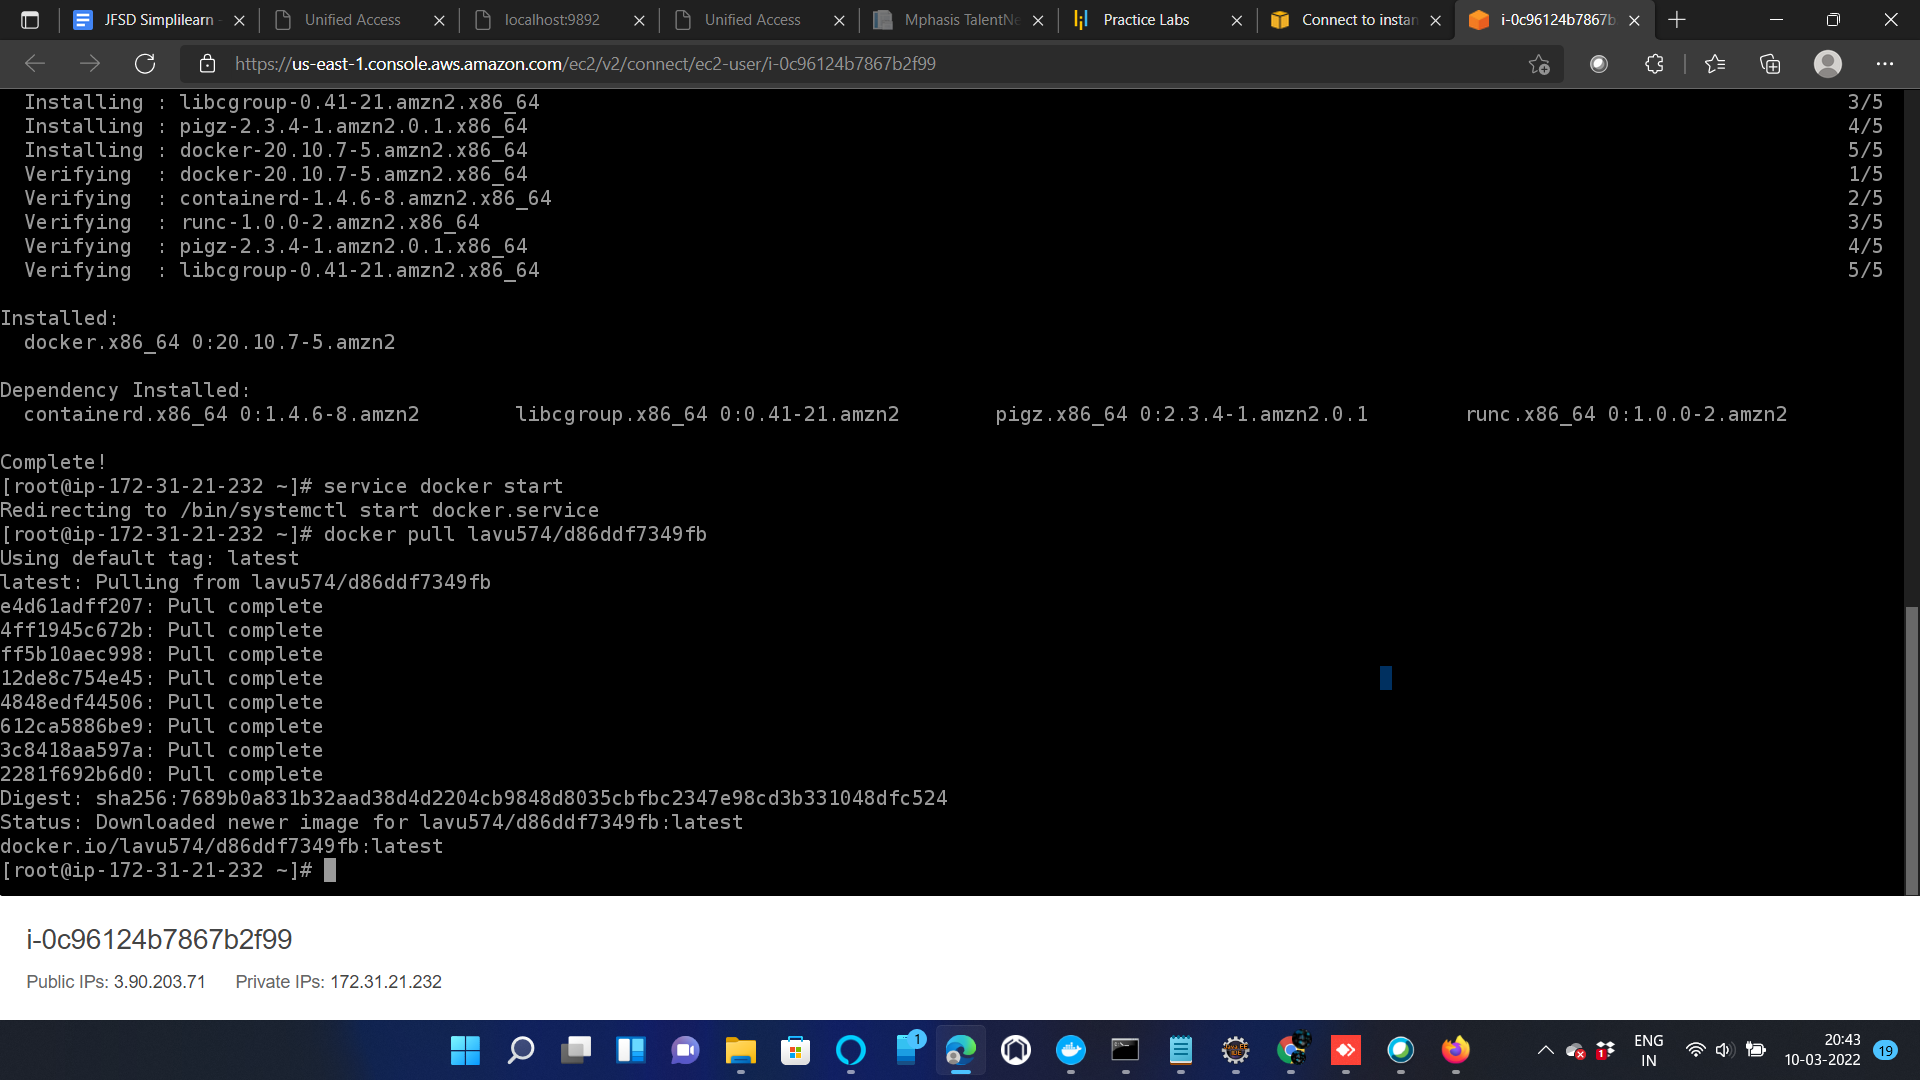 JFSD Simplilearn -
Unified Access
localhost:9892
Unified Access
Mphasis TalentNe
Practice Labs
Connect to instan
i-0c96124b7867b
https://us-east-1.console.aws.amazon.com/ec2/v2/connect/ec2-user/i-0c96124b7867b2f99
Installing : libcgroup-0.41-21.amzn2.x86_64 3/5
Installing : pigz-2.3.4-1.amzn2.0.1.x86_64 4/5
Installing : docker-20.10.7-5.amzn2.x86_64 5/5
Verifying : docker-20.10.7-5.amzn2.x86_64 1/5
Verifying : containerd-1.4.6-8.amzn2.x86_64 2/5
Verifying : runc-1.0.0-2.amzn2.x86_64 3/5
Verifying : pigz-2.3.4-1.amzn2.0.1.x86_64 4/5
Verifying : libcgroup-0.41-21.amzn2.x86_64 5/5
Installed:
docker.x86_64 0:20.10.7-5.amzn2
Dependency Installed:
containerd.x86_64 0:1.4.6-8.amzn2 libcgroup.x86_64 0:0.41-21.amzn2 pigz.x86_64 0:2.3.4-1.amzn2.0.1 runc.x86_64 0:1.0.0-2.amzn2
Complete!
[root@ip-172-31-21-232 ~]# service docker start
Redirecting to /bin/systemctl start docker.service
[root@ip-172-31-21-232 ~]# docker pull lavu574/d86ddf7349fb
Using default tag: latest
latest: Pulling from lavu574/d86ddf7349fb
e4d61adff207: Pull complete
4ff1945c672b: Pull complete
ff5b10aec998: Pull complete
12de8c754e45: Pull complete
4848edf44506: Pull complete
612ca5886be9: Pull complete
3c8418aa597a: Pull complete
2281f692b6d0: Pull complete
Digest: sha256:7689b0a831b32aad38d4d2204cb9848d8035cbfbc2347e98cd3b331048dfc524
Status: Downloaded newer image for lavu574/d86ddf7349fb:latest
docker.io/lavu574/d86ddf7349fb:latest
[root@ip-172-31-21-232 ~]#
i-0c96124b7867b2f99
Public IPs: 3.90.203.71 Private IPs: 172.31.21.232
1
1
ENG
IN
20:43
10-03-2022
19